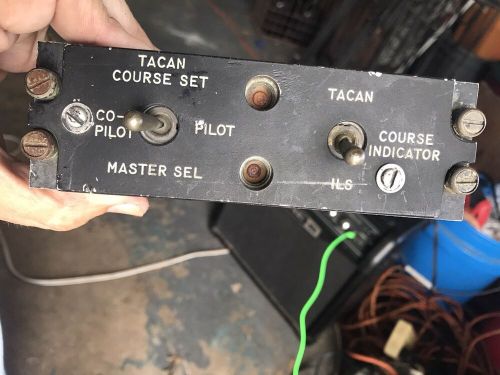 TACAN
COURSE SET
CO-
PILOT
PILOT
MASTER SEL
TACAN
COURSE
INDICATOR
ILS